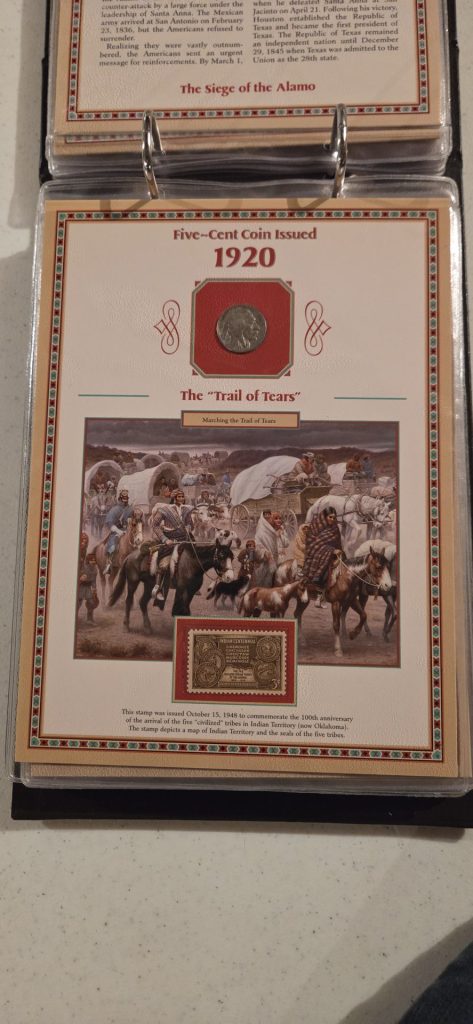 counter-attack by a large force under the
leadership of Santa Anna. The Mexican
army arrived at San Antonio on February
23, 1836, but the Americans refused to
surrender.
Realizing they were vastly outnum-
bered, the Americans sent an urgent
message for reinforcements. By March 1,
when he defeated Santa Anna at San
Jacinto on April 21. Following his victory,
Houston established the Republic of
Texas and became the first president of
Texas. The Republic of Texas remained
an independent nation until December
29, 1845 when Texas was admitted to the
Union as the 28th state.
The Siege of the Alamo
Five-Cent Coin Issued
1920
The "Trail of Tears"
Marching the Trail of Tears
INDIAN CENTENNIAL
3¢
This stamp was issued October 15, 1948 to commemorate the 100th anniversary
of the arrival of the five "civilized" tribes in Indian Territory (now Oklahoma).
The stamp depicts a map of Indian Territory and the seals of the five tribes.